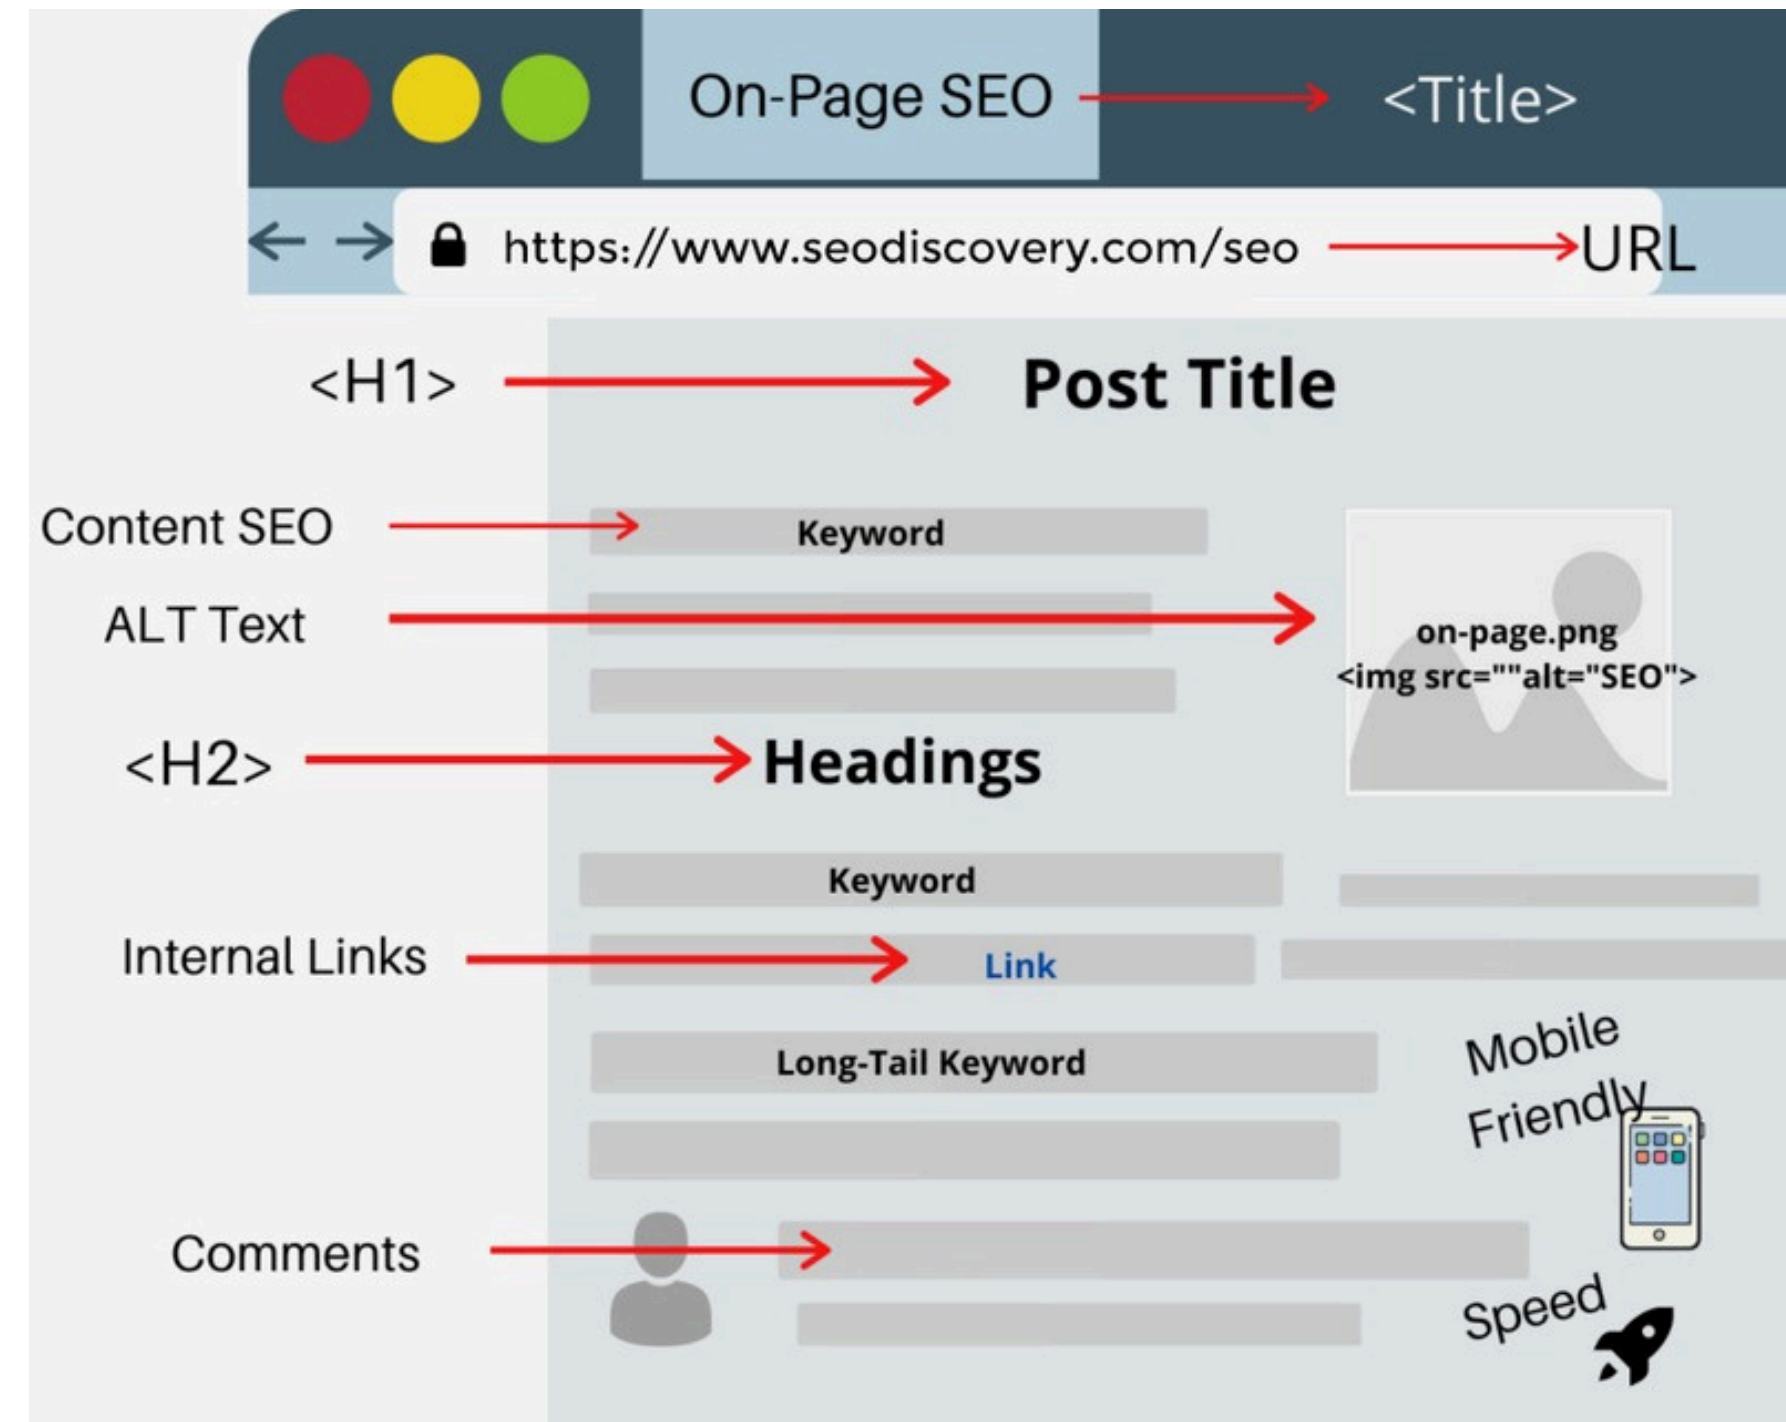 On-Page SEO <Title>
https://www.seodiscovery.com/seo URL
<H1> Post Title
Content SEO Keyword
ALT Text
on-page.png
<img src=""alt="SEO">
<H2> Headings
Keyword
Internal Links Link
Long-Tail Keyword
Mobile
Friendly
Comments
Speed